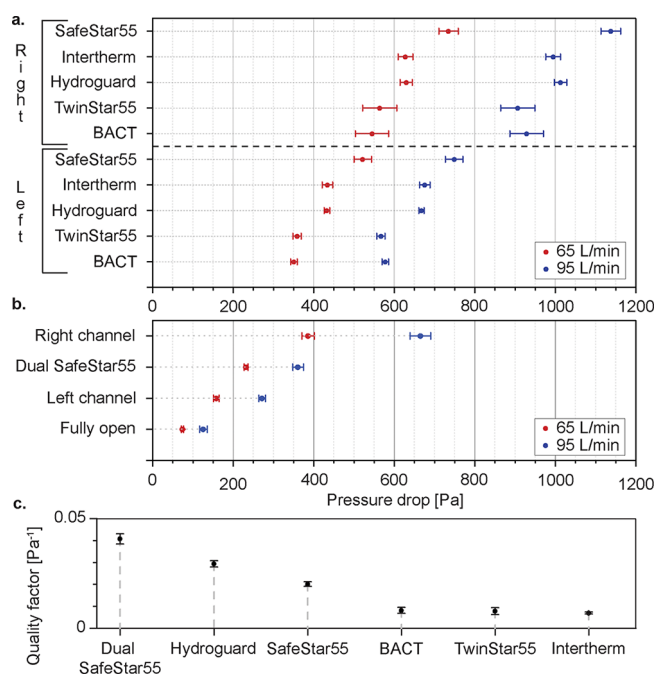 a.
Right
SafeStar55
Intertherm
Hydroguard
TwinStar55
BACT
Left
SafeStar55
Intertherm
Hydroguard
TwinStar55
BACT
65 L/min
95 L/min
0 200 400 600 800 1000 1200
b.
Right channel
Dual SafeStar55
Left channel
Fully open
65 L/min
95 L/min
0 200 400 600 800 1000 1200
Pressure drop [Pa]
c.
Quality factor [Pa⁻¹]
0.05
0
Dual
SafeStar55
Hydroguard
SafeStar55
BACT
TwinStar55
Intertherm